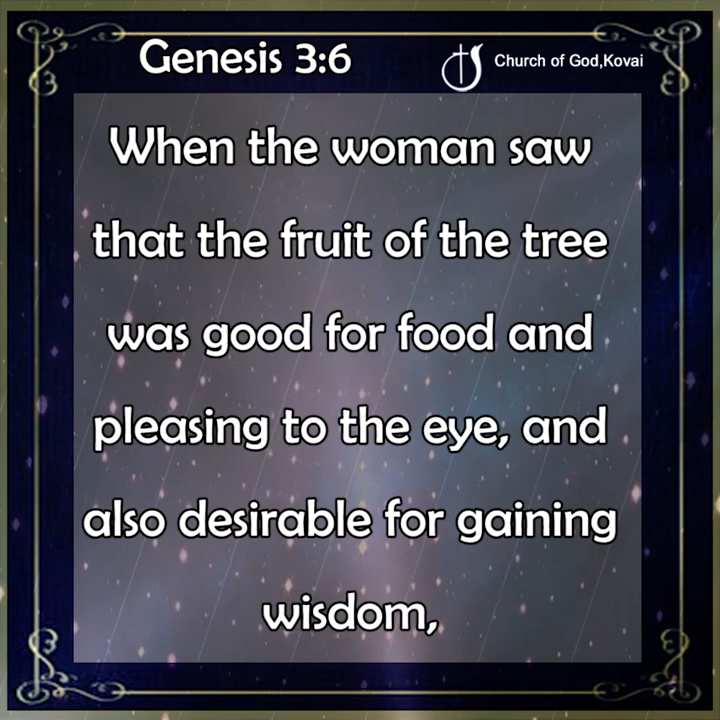 Genesis 3:6
Church of God,Kovai
When the woman saw
that the fruit of the tree
was good for food and
pleasing to the eye, and
also desirable for gaining
wisdom,